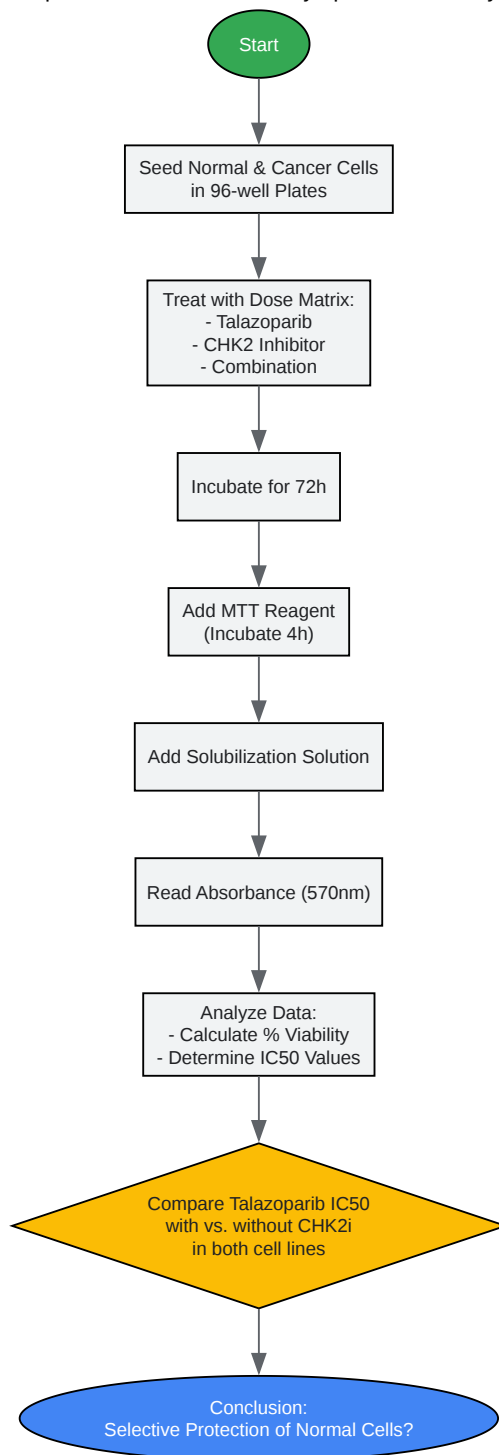 Start
Seed Normal & Cancer Cells
in 96-well Plates
Treat with Dose Matrix:
- Talazoparib
- CHK2 Inhibitor
- Combination
Incubate for 72h
Add MTT Reagent
(Incubate 4h)
Add Solubilization Solution
Read Absorbance (570nm)
Analyze Data:
- Calculate % Viability
- Determine IC50 Values
Compare Talazoparib IC50
with vs. without CHK2i
in both cell lines
Conclusion:
Selective Protection of Normal Cells?